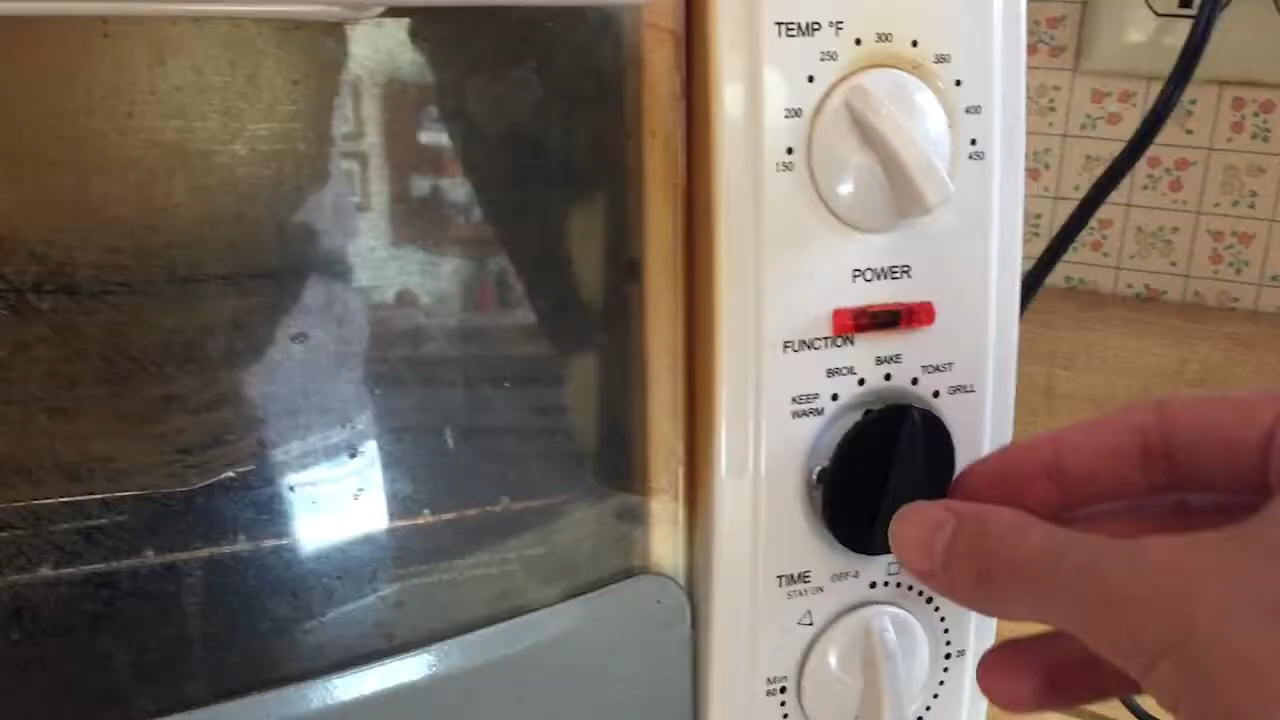 TEMP °F
300
250
350
200
400
150
450
POWER
FUNCTION
BAKE
BROIL
TOAST
KEEP
WARM
GRILL
TIME
OFF-0
STAY ON
20
Min
60